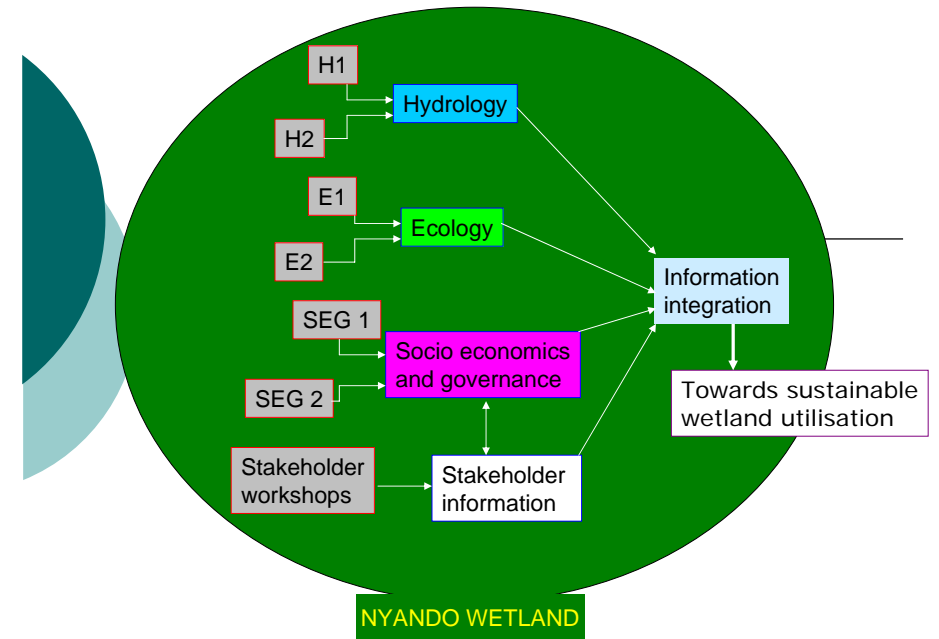 H1
Hydrology
H2
E1
Ecology
E2
Information
integration
SEG 1
Socio economics
and governance
SEG 2
Towards sustainable
wetland utilisation
Stakeholder
workshops
Stakeholder
information
NYANDO WETLAND